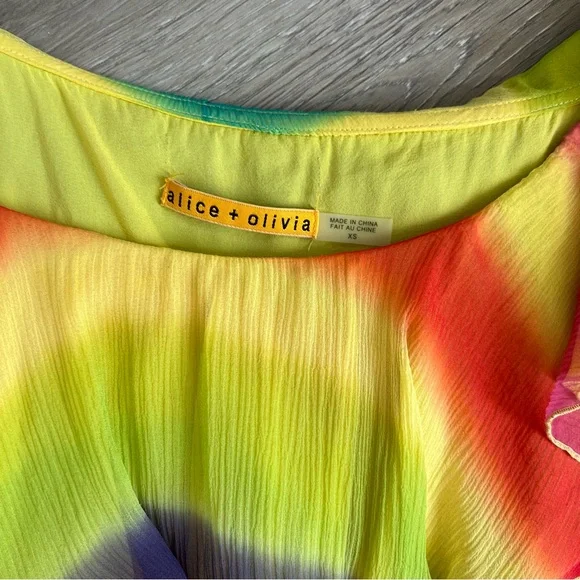 alice + olivia
MADE IN CHINA
FAIT AU CHINE
XS